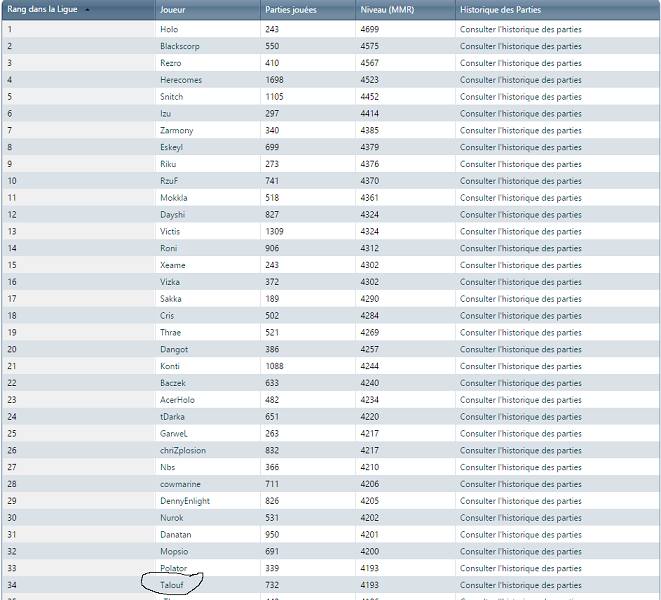 Rang dans la Ligue Joueur Parties jouées Niveau (MMR) Historique des Parties
1 Holo 243 4699 Consulter l'historique des parties
2 Blackscorp 550 4575 Consulter l'historique des parties
3 Rezro 410 4567 Consulter l'historique des parties
4 Herecomes 1698 4523 Consulter l'historique des parties
5 Snitch 1105 4452 Consulter l'historique des parties
6 Izu 297 4414 Consulter l'historique des parties
7 Zarmony 340 4385 Consulter l'historique des parties
8 Eskeyl 699 4379 Consulter l'historique des parties
9 Riku 273 4376 Consulter l'historique des parties
10 RzuF 741 4370 Consulter l'historique des parties
11 Mokkla 518 4361 Consulter l'historique des parties
12 Dayshi 827 4324 Consulter l'historique des parties
13 Victis 1309 4324 Consulter l'historique des parties
14 Roni 906 4312 Consulter l'historique des parties
15 Xeame 243 4302 Consulter l'historique des parties
16 Vizka 372 4302 Consulter l'historique des parties
17 Sakka 189 4290 Consulter l'historique des parties
18 Cris 502 4284 Consulter l'historique des parties
19 Thrae 521 4269 Consulter l'historique des parties
20 Dangot 386 4257 Consulter l'historique des parties
21 Konti 1088 4244 Consulter l'historique des parties
22 Baczek 633 4240 Consulter l'historique des parties
23 AcerHolo 482 4234 Consulter l'historique des parties
24 tDarka 651 4220 Consulter l'historique des parties
25 GarweL 263 4217 Consulter l'historique des parties
26 chriZplosion 832 4217 Consulter l'historique des parties
27 Nbs 366 4210 Consulter l'historique des parties
28 cowmarine 711 4206 Consulter l'historique des parties
29 DennyEnlight 826 4205 Consulter l'historique des parties
30 Nurok 531 4202 Consulter l'historique des parties
31 Danatan 950 4201 Consulter l'historique des parties
32 Mopsio 691 4200 Consulter l'historique des parties
33 Polator 339 4193 Consulter l'historique des parties
34 Talouf 732 4193 Consulter l'historique des parties